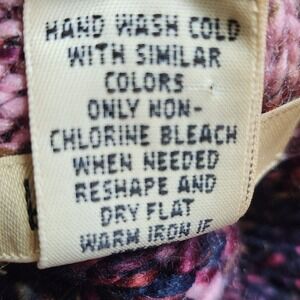 HAND WASH COLD
WITH SIMILAR
COLORS
ONLY NON-
CHLORINE BLEACH
WHEN NEEDED
RESHAPE AND
DRY FLAT
WARM IRON IF